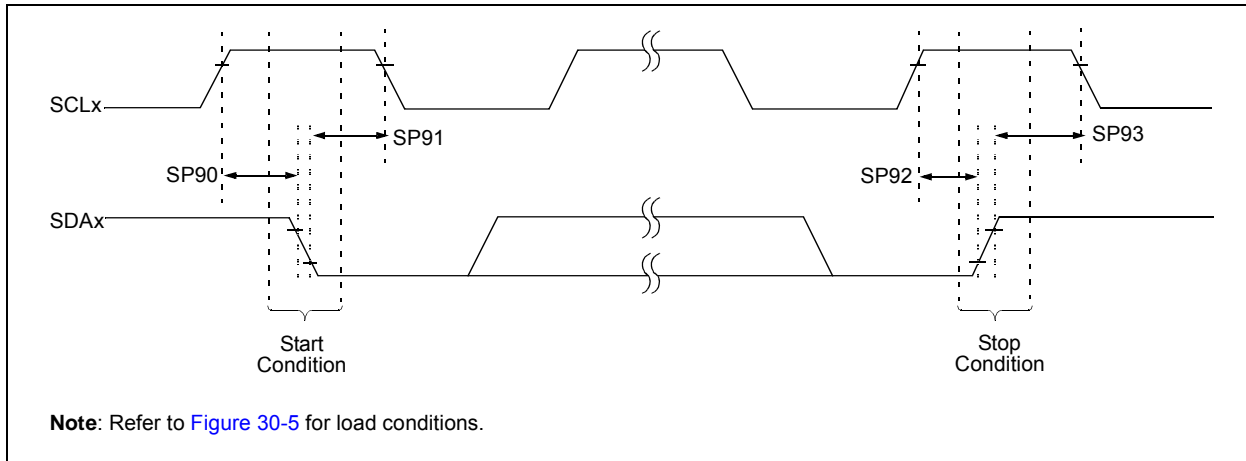 SCLx
SP91
SP93
SP90
SP92
SDAx
Start
Condition
Stop
Condition
Note: Refer to Figure 30-5 for load conditions.